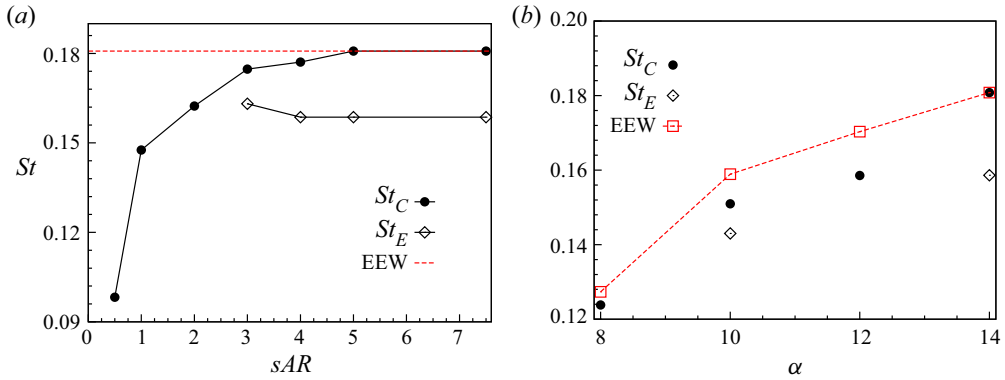 (a)
0.18
0.15
St
0.12
0.09
0 1 2 3 4 5 6 7
sAR
St_C
St_E
EEW
(b)
0.20
0.18
0.16
0.14
0.12
8 10 12 14
α
St_C
St_E
EEW